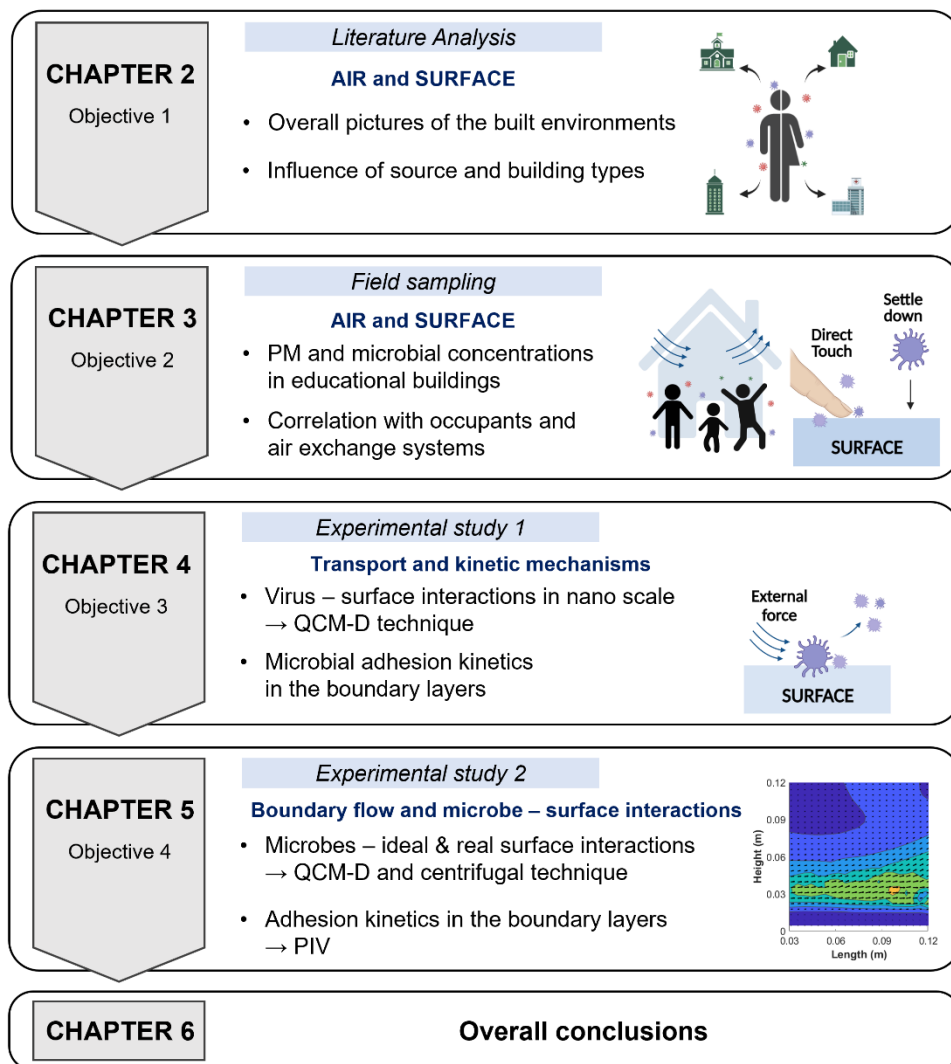 CHAPTER 2
Objective 1
Literature Analysis
AIR and SURFACE
• Overall pictures of the built environments
• Influence of source and building types
CHAPTER 3
Objective 2
Field sampling
AIR and SURFACE
• PM and microbial concentrations
in educational buildings
• Correlation with occupants and
air exchange systems
Direct
Touch
Settle
down
SURFACE
CHAPTER 4
Objective 3
Experimental study 1
Transport and kinetic mechanisms
• Virus – surface interactions in nano scale
→ QCM-D technique
• Microbial adhesion kinetics
in the boundary layers
External
force
SURFACE
CHAPTER 5
Objective 4
Experimental study 2
Boundary flow and microbe – surface interactions
• Microbes – ideal & real surface interactions
→ QCM-D and centrifugal technique
• Adhesion kinetics in the boundary layers
→ PIV
Height (m)
0.12
0.09
0.06
0.03
0
0.03 0.06 0.09 0.12
Length (m)
CHAPTER 6
Overall conclusions